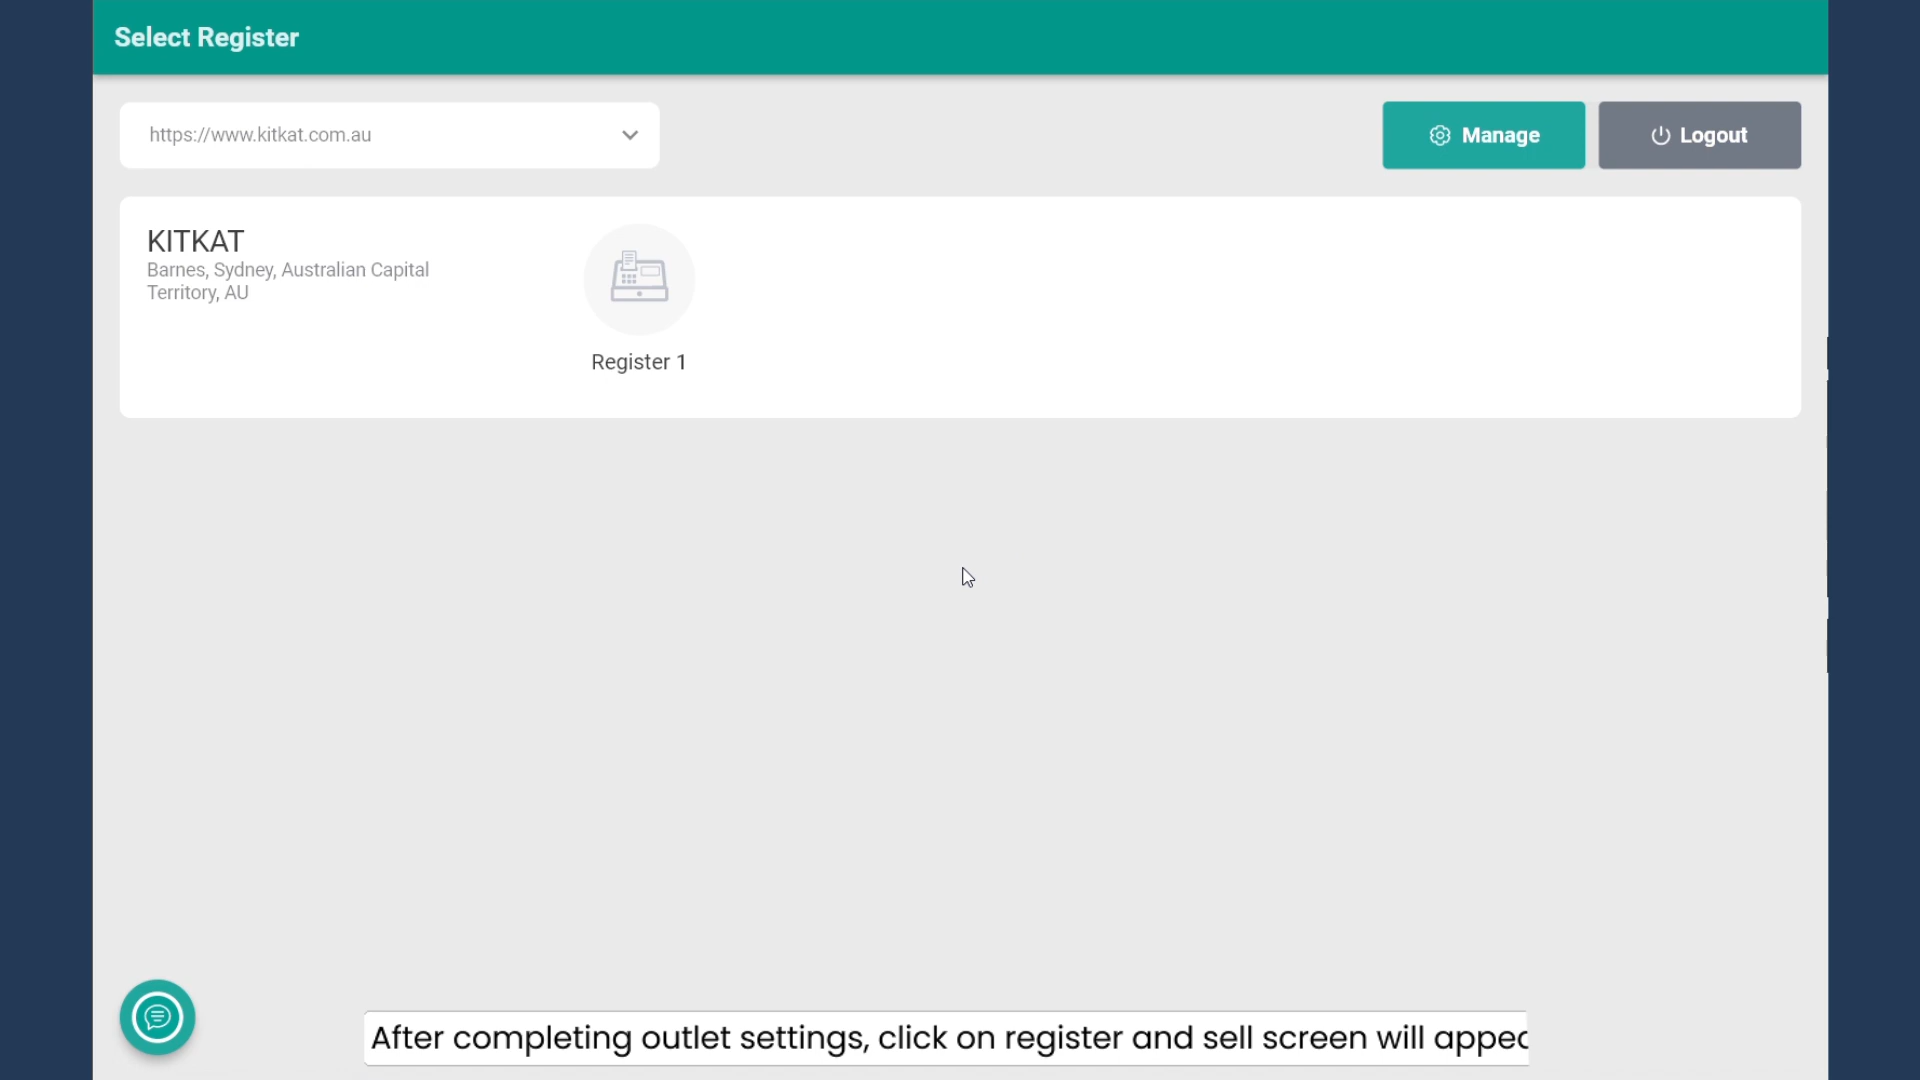 Select Register
https://www.kitkat.com.au
Manage
Logout
KITKAT
Barnes, Sydney, Australian Capital
Territory, AU
Register 1
After completing outlet settings, click on register and sell screen will